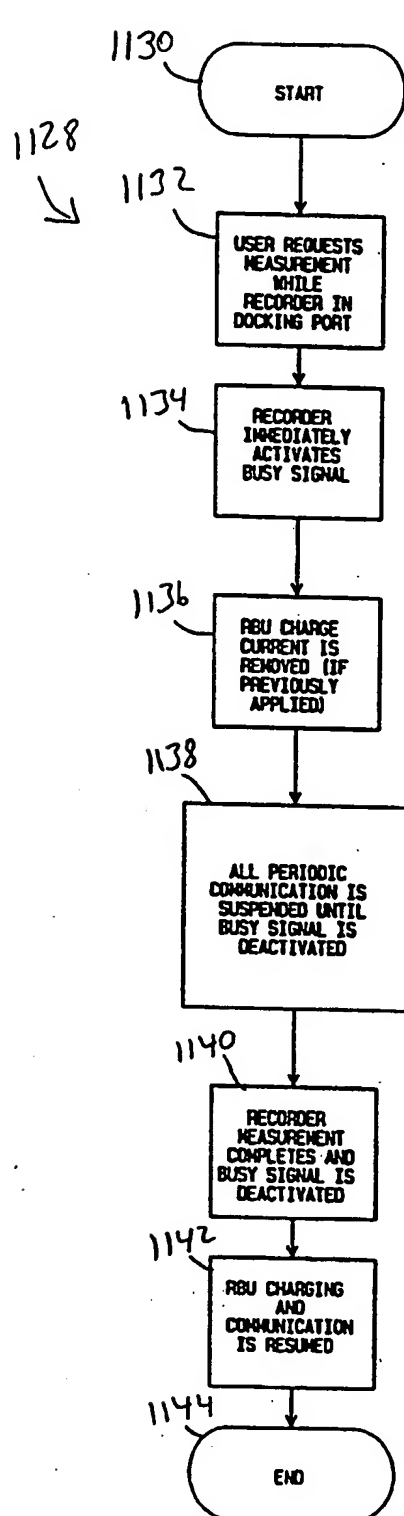 1130
START
1128
1132
USER REQUESTS
MEASUREMENT
WHILE
RECORDER IN
DOCKING PORT
1134
RECORDER
IMMEDIATELY
ACTIVATES
BUSY SIGNAL
1136
RBU CHARGE
CURRENT IS
REMOVED (IF
PREVIOUSLY
APPLIED)
1138
ALL PERIODIC
COMMUNICATION IS
SUSPENDED UNTIL
BUSY SIGNAL IS
DEACTIVATED
1140
RECORDER
MEASUREMENT
COMPLETES AND
BUSY SIGNAL IS
DEACTIVATED
1142
RBU CHARGING
AND
COMMUNICATION
IS RESUMED
1144
END